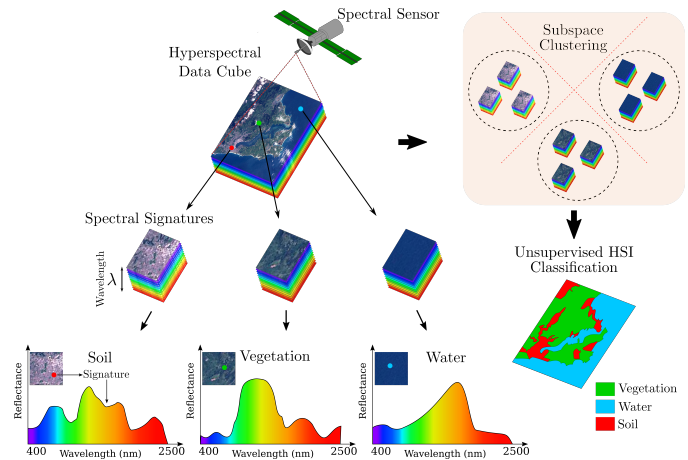 Spectral Sensor
Hyperspectral
Data Cube
Subspace
Clustering
Spectral Signatures
Wavelength
λ
Unsupervised HSI
Classification
Soil
Signature
Reflectance
400
2500
Wavelength (nm)
Vegetation
Reflectance
400
2500
Wavelength (nm)
Water
Reflectance
400
2500
Wavelength (nm)
Vegetation
Water
Soil